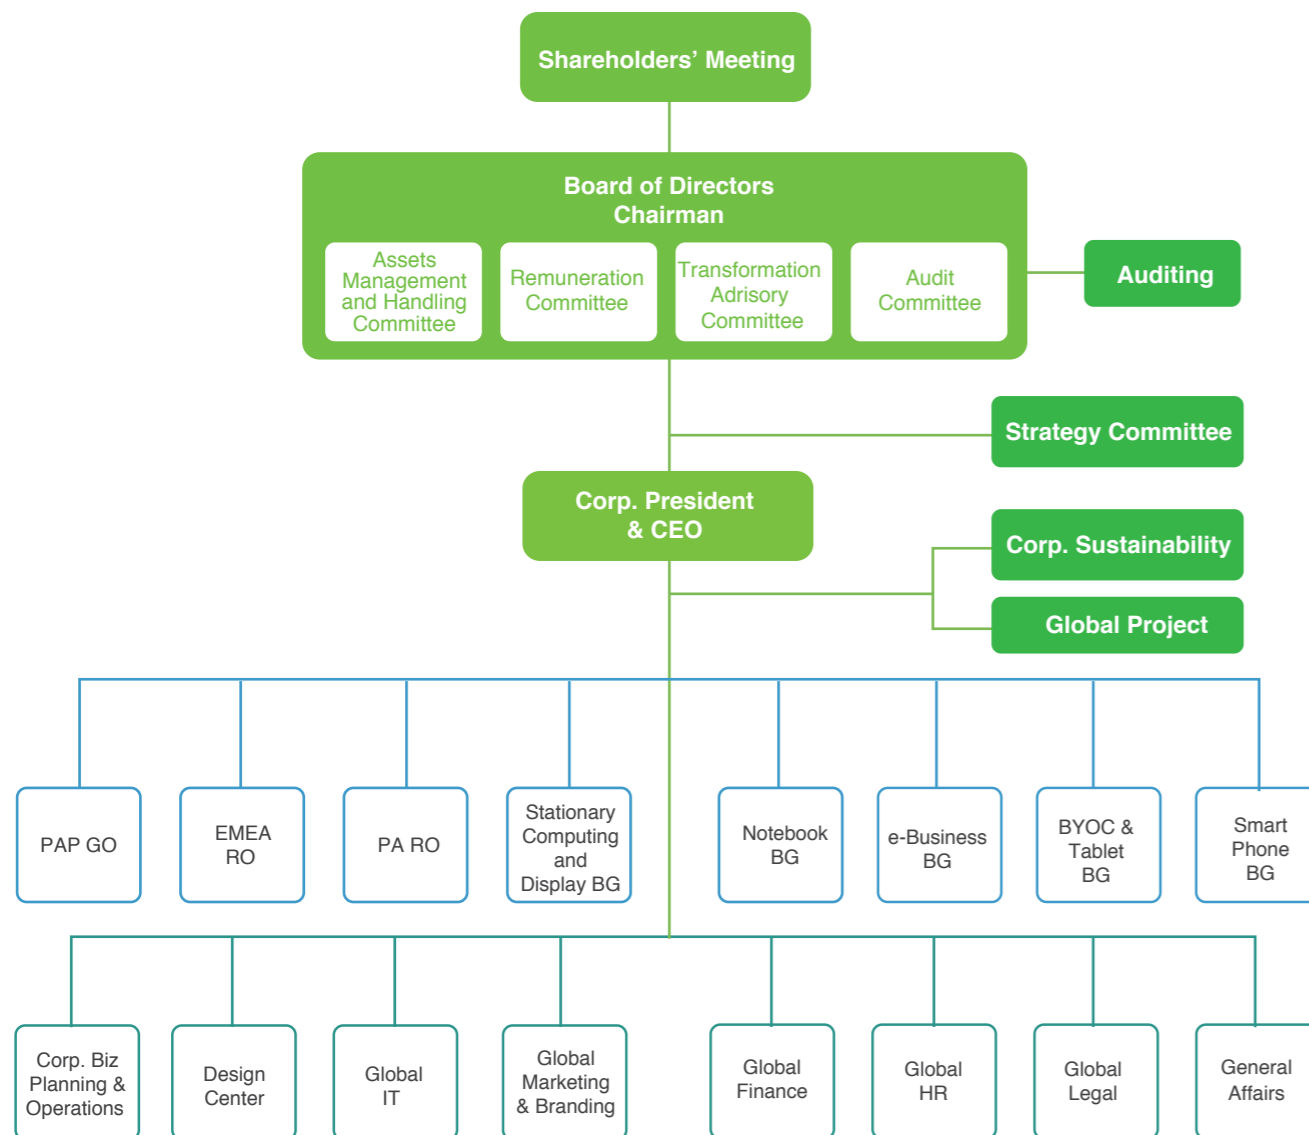 Shareholders’ Meeting
Board of Directors
Chairman
Assets
Management
and Handling
Committee
Remuneration
Committee
Transformation
Adrisory
Committee
Audit
Committee
Auditing
Strategy Committee
Corp. President
& CEO
Corp. Sustainability
Global Project
PAP GO
EMEA
RO
PA RO
Stationary
Computing
and
Display BG
Notebook
BG
e-Business
BG
BYOC &
Tablet
BG
Smart
Phone
BG
Corp. Biz
Planning &
Operations
Design
Center
Global
IT
Global
Marketing
& Branding
Global
Finance
Global
HR
Global
Legal
General
Affairs